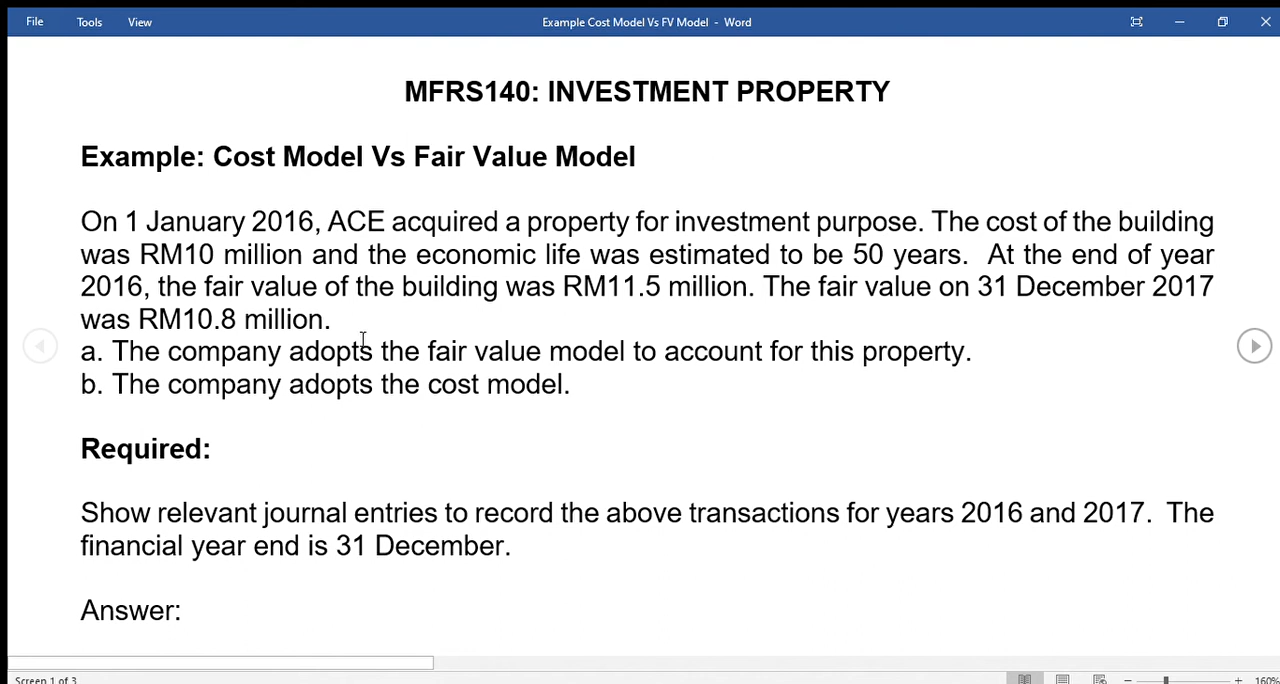 File Tools View Example Cost Model Vs FV Model - Word
MFRS140: INVESTMENT PROPERTY
Example: Cost Model Vs Fair Value Model
On 1 January 2016, ACE acquired a property for investment purpose. The cost of the building
was RM10 million and the economic life was estimated to be 50 years. At the end of year
2016, the fair value of the building was RM11.5 million. The fair value on 31 December 2017
was RM10.8 million.
a. The company adopts the fair value model to account for this property.
b. The company adopts the cost model.
Required:
Show relevant journal entries to record the above transactions for years 2016 and 2017. The
financial year end is 31 December.
Answer:
Screen 1 of 3 160%